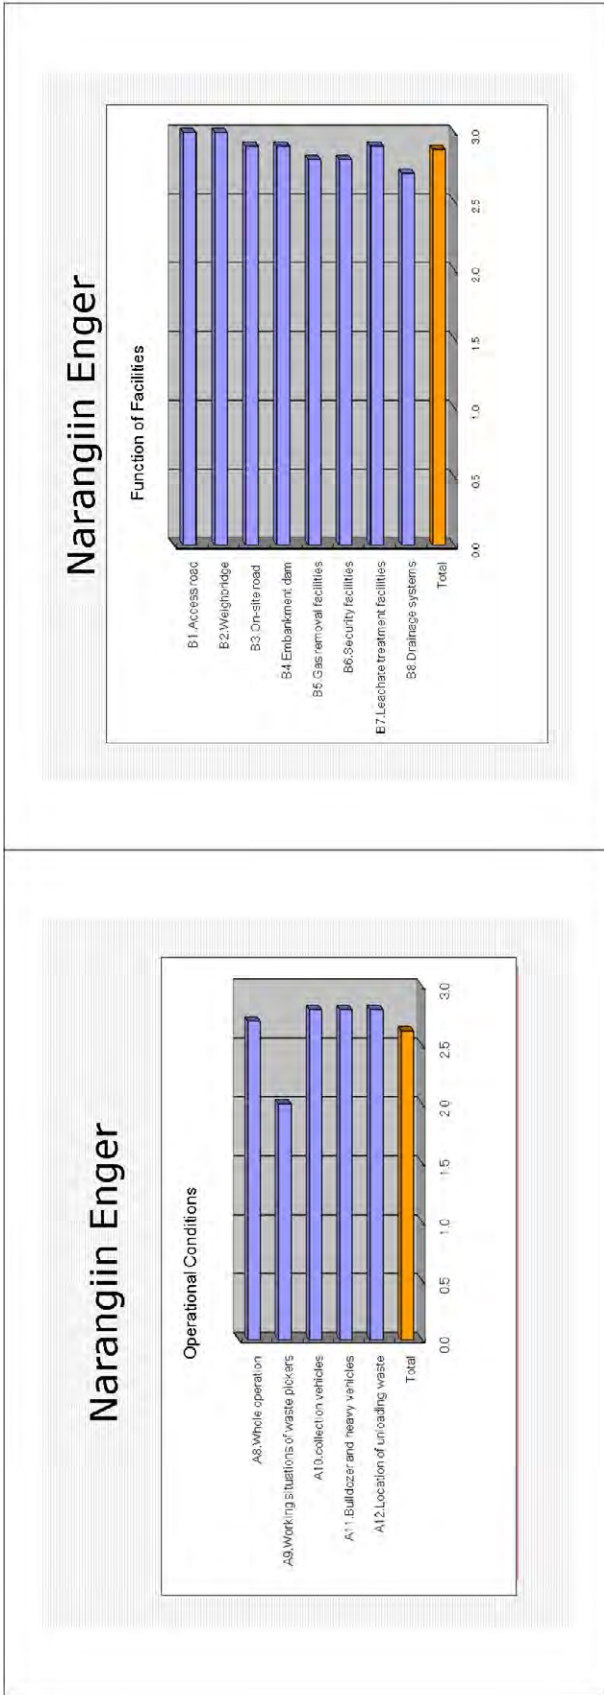 Narangiin Enger
Operational Conditions
A8.Whole operation
A9.Working situations of waste pickers
A10.collection vehicles
A11.Bulldozer and heavy vehicles
A12.Location of unloading waste
Total
0.0 0.5 1.0 1.5 2.0 2.5 3.0
Narangiin Enger
Function of Facilities
B1.Access road
B2.Weighbridge
B3.On-site road
B4.Embankment dam
B5.Gas removal facilities
B6.Security facilities
B7.Leachate treatment facilities
B8.Drainage systems
Total
0.0 0.5 1.0 1.5 2.0 2.5 3.0